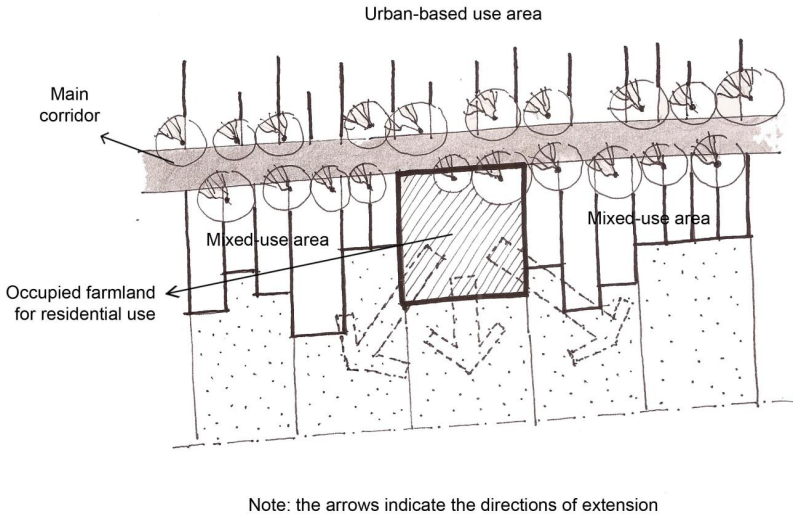 Urban-based use area
Main
corridor
Mixed-use area
Mixed-use area
Occupied farmland
for residential use
Note: the arrows indicate the directions of extension